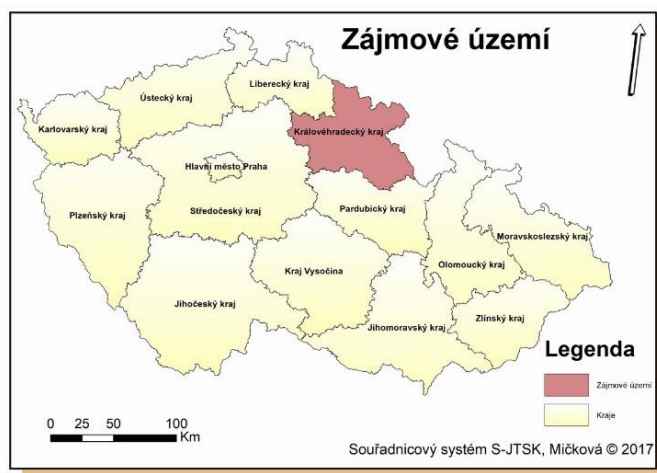 Zájmové území
Liberecký kraj
Ústecký kraj
Karlovarský kraj
Královéhradecký kraj
Hlavní město Praha
Plzeňský kraj
Středočeský kraj
Pardubický kraj
Moravskoslezský kraj
Olomoucký kraj
Kraj Vysočina
Jihočeský kraj
Jihomoravský kraj
Zlínský kraj
Legenda
Zájmové území
Kraje
0 25 50 100
Km
Souřadnicový systém S-JTSK, Mičková © 2017